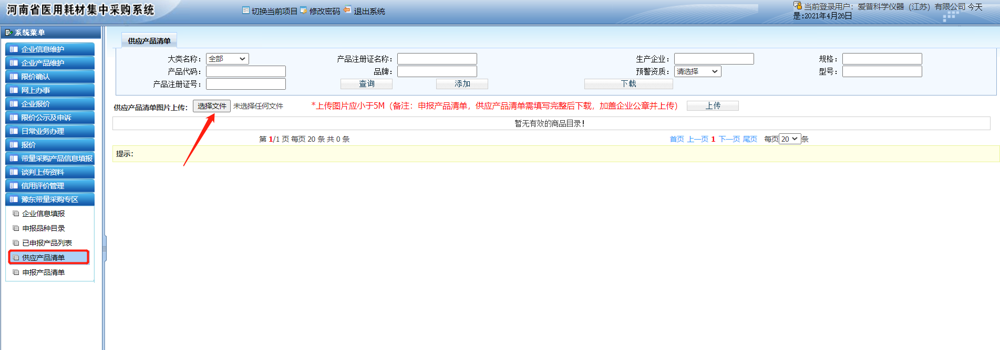 河南省医用耗材集中采购系统
切换当前项目 修改密码 退出系统
当前登录用户：爱普科学仪器（江苏）有限公司 今天
是:2021年4月26日
系统菜单
企业信息维护
企业产品维护
限价确认
网上办事
企业报价
限价公示及申诉
日常业务办理
报价
带量采购产品信息填报
谈判上传资料
信用评价管理
豫东带量采购专区
企业信息填报
申报品种目录
已申报产品列表
供应产品清单
申报产品清单
供应产品清单
大类名称： 全部 产品注册证名称： 生产企业： 规格：
产品代码： 品牌： 预警资质： 请选择 型号：
产品注册证号： 查询 添加 下载
供应产品清单图片上传： 选择文件 未选择任何文件 *上传图片应小于5M（备注：申报产品清单，供应产品清单需填写完整后下载，加盖企业公章并上传） 上传
暂无有效的商品目录！
第 1/1 页 每页 20 条 共 0 条 首页 上一页 1 下一页 尾页 每页 20 条
提示：